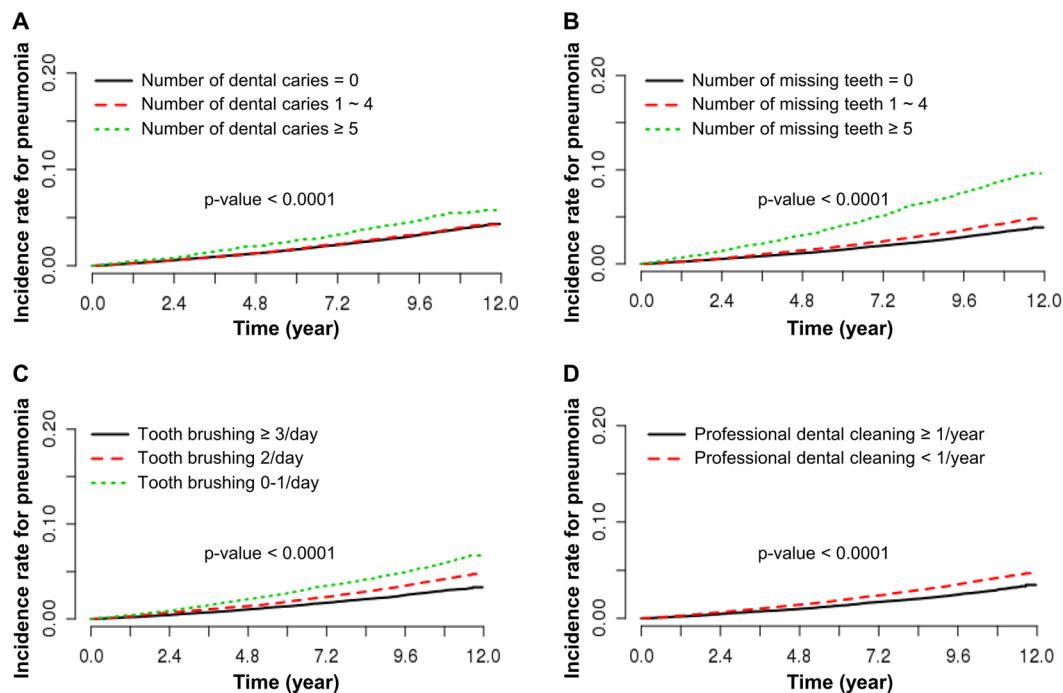 A
Incidence rate for pneumonia
0.20
0.10
0.00
Number of dental caries = 0
Number of dental caries 1 ~ 4
Number of dental caries ≥ 5
p-value < 0.0001
0.0 2.4 4.8 7.2 9.6 12.0
Time (year)
B
Incidence rate for pneumonia
0.20
0.10
0.00
Number of missing teeth = 0
Number of missing teeth 1 ~ 4
Number of missing teeth ≥ 5
p-value < 0.0001
0.0 2.4 4.8 7.2 9.6 12.0
Time (year)
C
Incidence rate for pneumonia
0.20
0.10
0.00
Tooth brushing ≥ 3/day
Tooth brushing 2/day
Tooth brushing 0-1/day
p-value < 0.0001
0.0 2.4 4.8 7.2 9.6 12.0
Time (year)
D
Incidence rate for pneumonia
0.20
0.10
0.00
Professional dental cleaning ≥ 1/year
Professional dental cleaning < 1/year
p-value < 0.0001
0.0 2.4 4.8 7.2 9.6 12.0
Time (year)